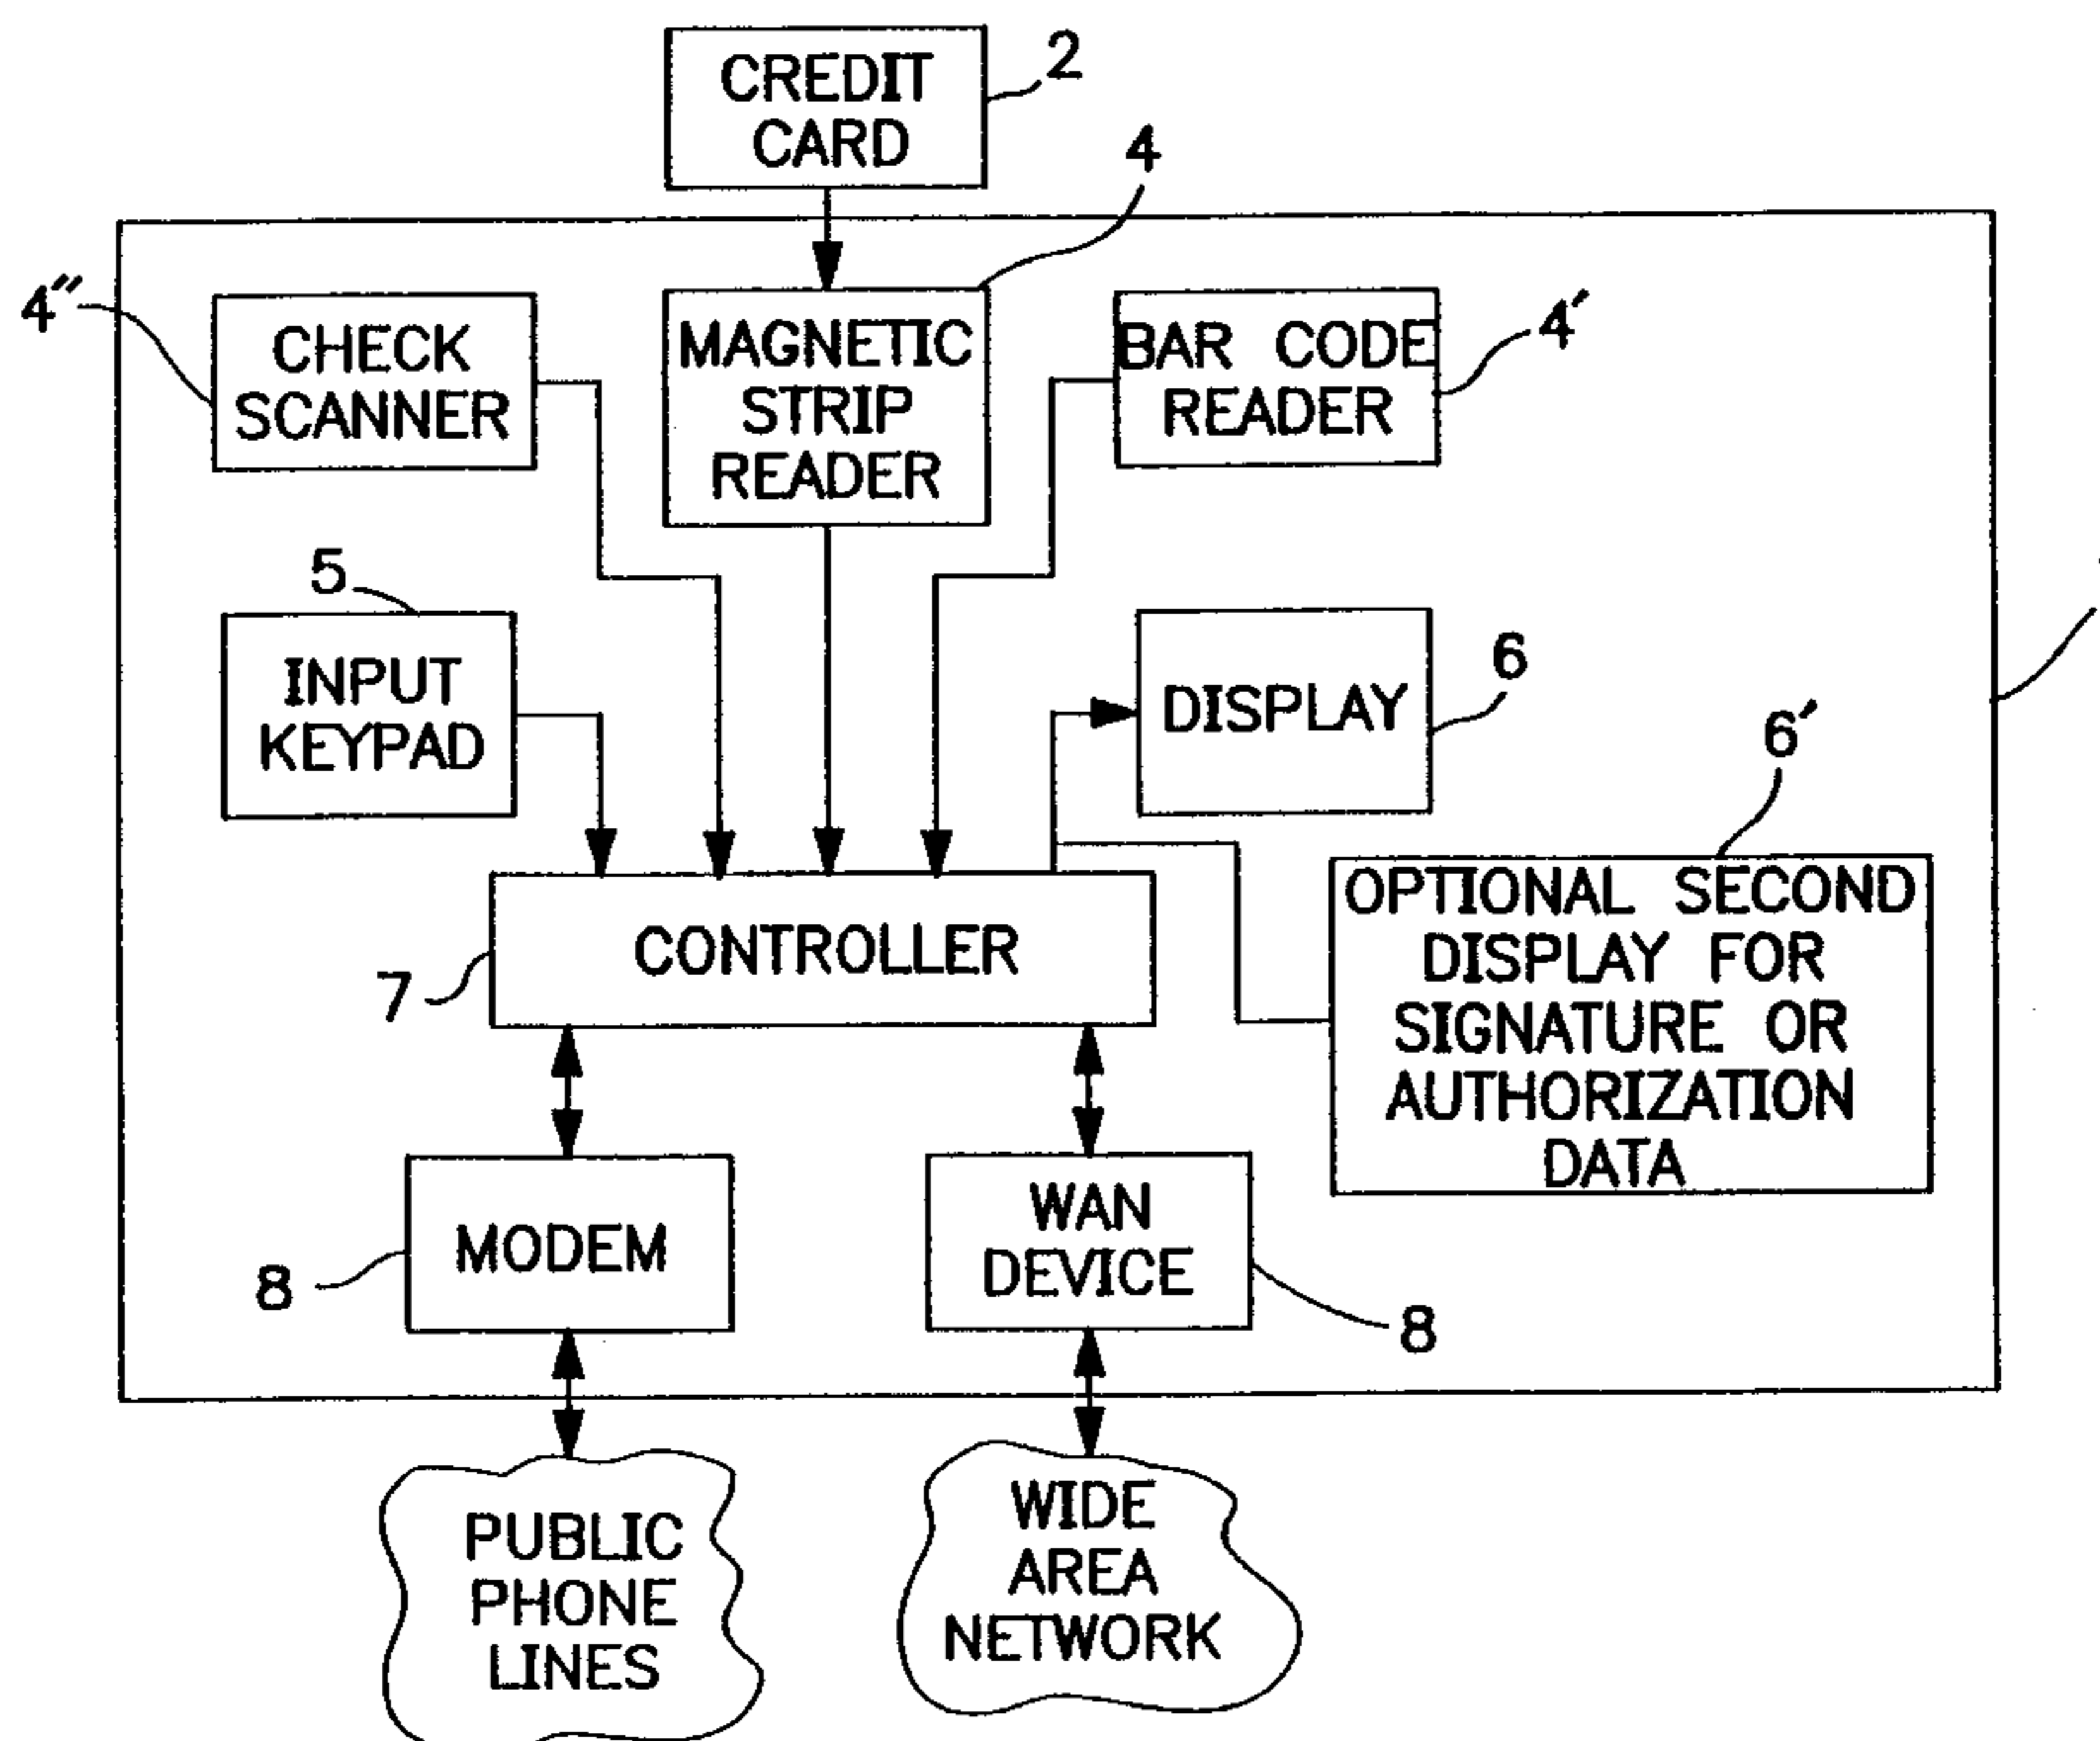 CREDIT
CARD
2
4
4"
CHECK
SCANNER
MAGNETIC
STRIP
READER
BAR CODE
READER
4'
5
INPUT
KEYPAD
DISPLAY
6
6'
OPTIONAL SECOND
DISPLAY FOR
SIGNATURE OR
AUTHORIZATION
DATA
CONTROLLER
7
MODEM
8
WAN
DEVICE
8
PUBLIC
PHONE
LINES
WIDE
AREA
NETWORK